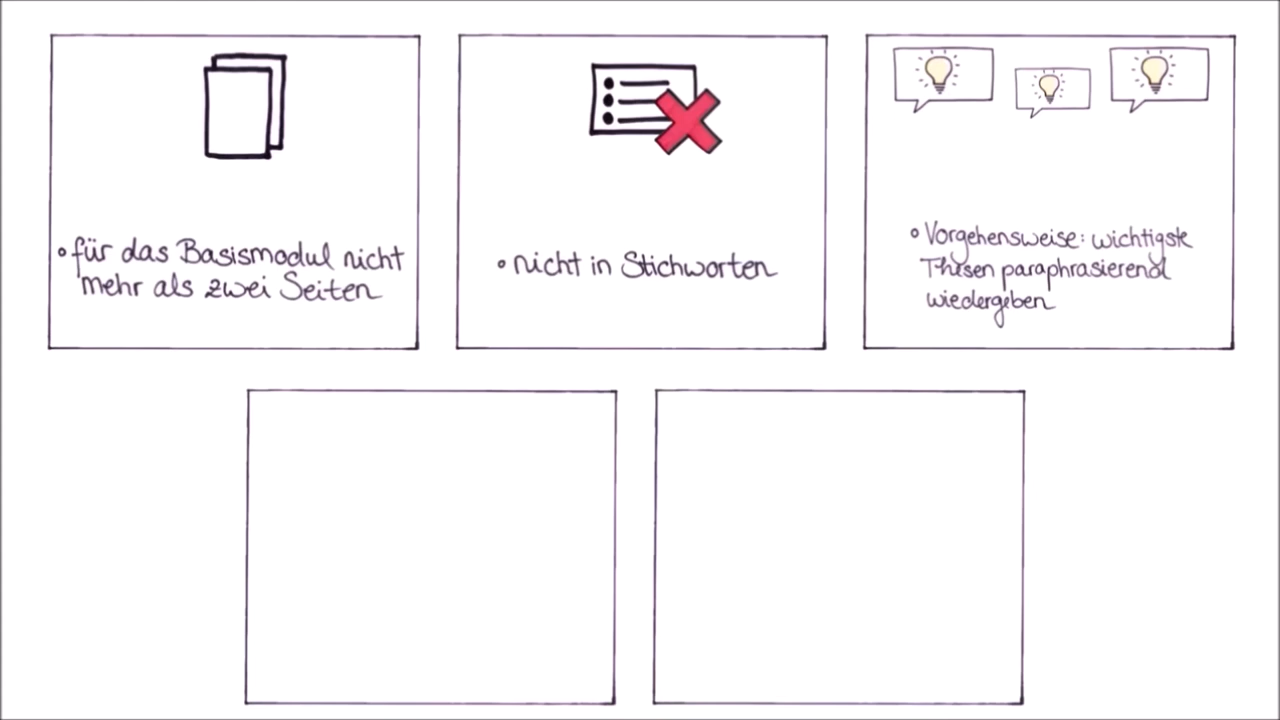 • für das Basismodul nicht
mehr als zwei Seiten
• nicht in Stichworten
• Vorgehensweise: wichtigste
Thesen paraphrasierend
wiedergeben